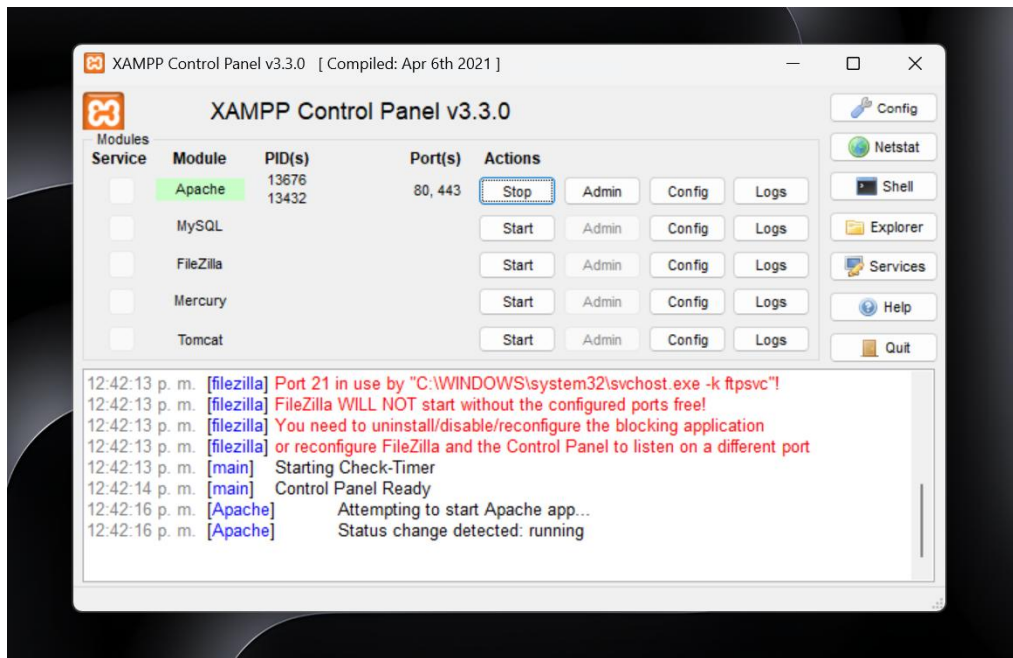 XAMPP Control Panel v3.3.0 [ Compiled: Apr 6th 2021 ]
XAMPP Control Panel v3.3.0
Config
Modules
Service Module PID(s) Port(s) Actions
Netstat
Apache 13676 13432 80, 443 Stop Admin Config Logs
Shell
MySQL Start Admin Config Logs
Explorer
FileZilla Start Admin Config Logs
Services
Mercury Start Admin Config Logs
Help
Tomcat Start Admin Config Logs
Quit
12:42:13 p. m. [filezilla] Port 21 in use by "C:\WINDOWS\system32\svchost.exe -k ftpsvc"!
12:42:13 p. m. [filezilla] FileZilla WILL NOT start without the configured ports free!
12:42:13 p. m. [filezilla] You need to uninstall/disable/reconfigure the blocking application
12:42:13 p. m. [filezilla] or reconfigure FileZilla and the Control Panel to listen on a different port
12:42:13 p. m. [main] Starting Check-Timer
12:42:14 p. m. [main] Control Panel Ready
12:42:16 p. m. [Apache] Attempting to start Apache app...
12:42:16 p. m. [Apache] Status change detected: running